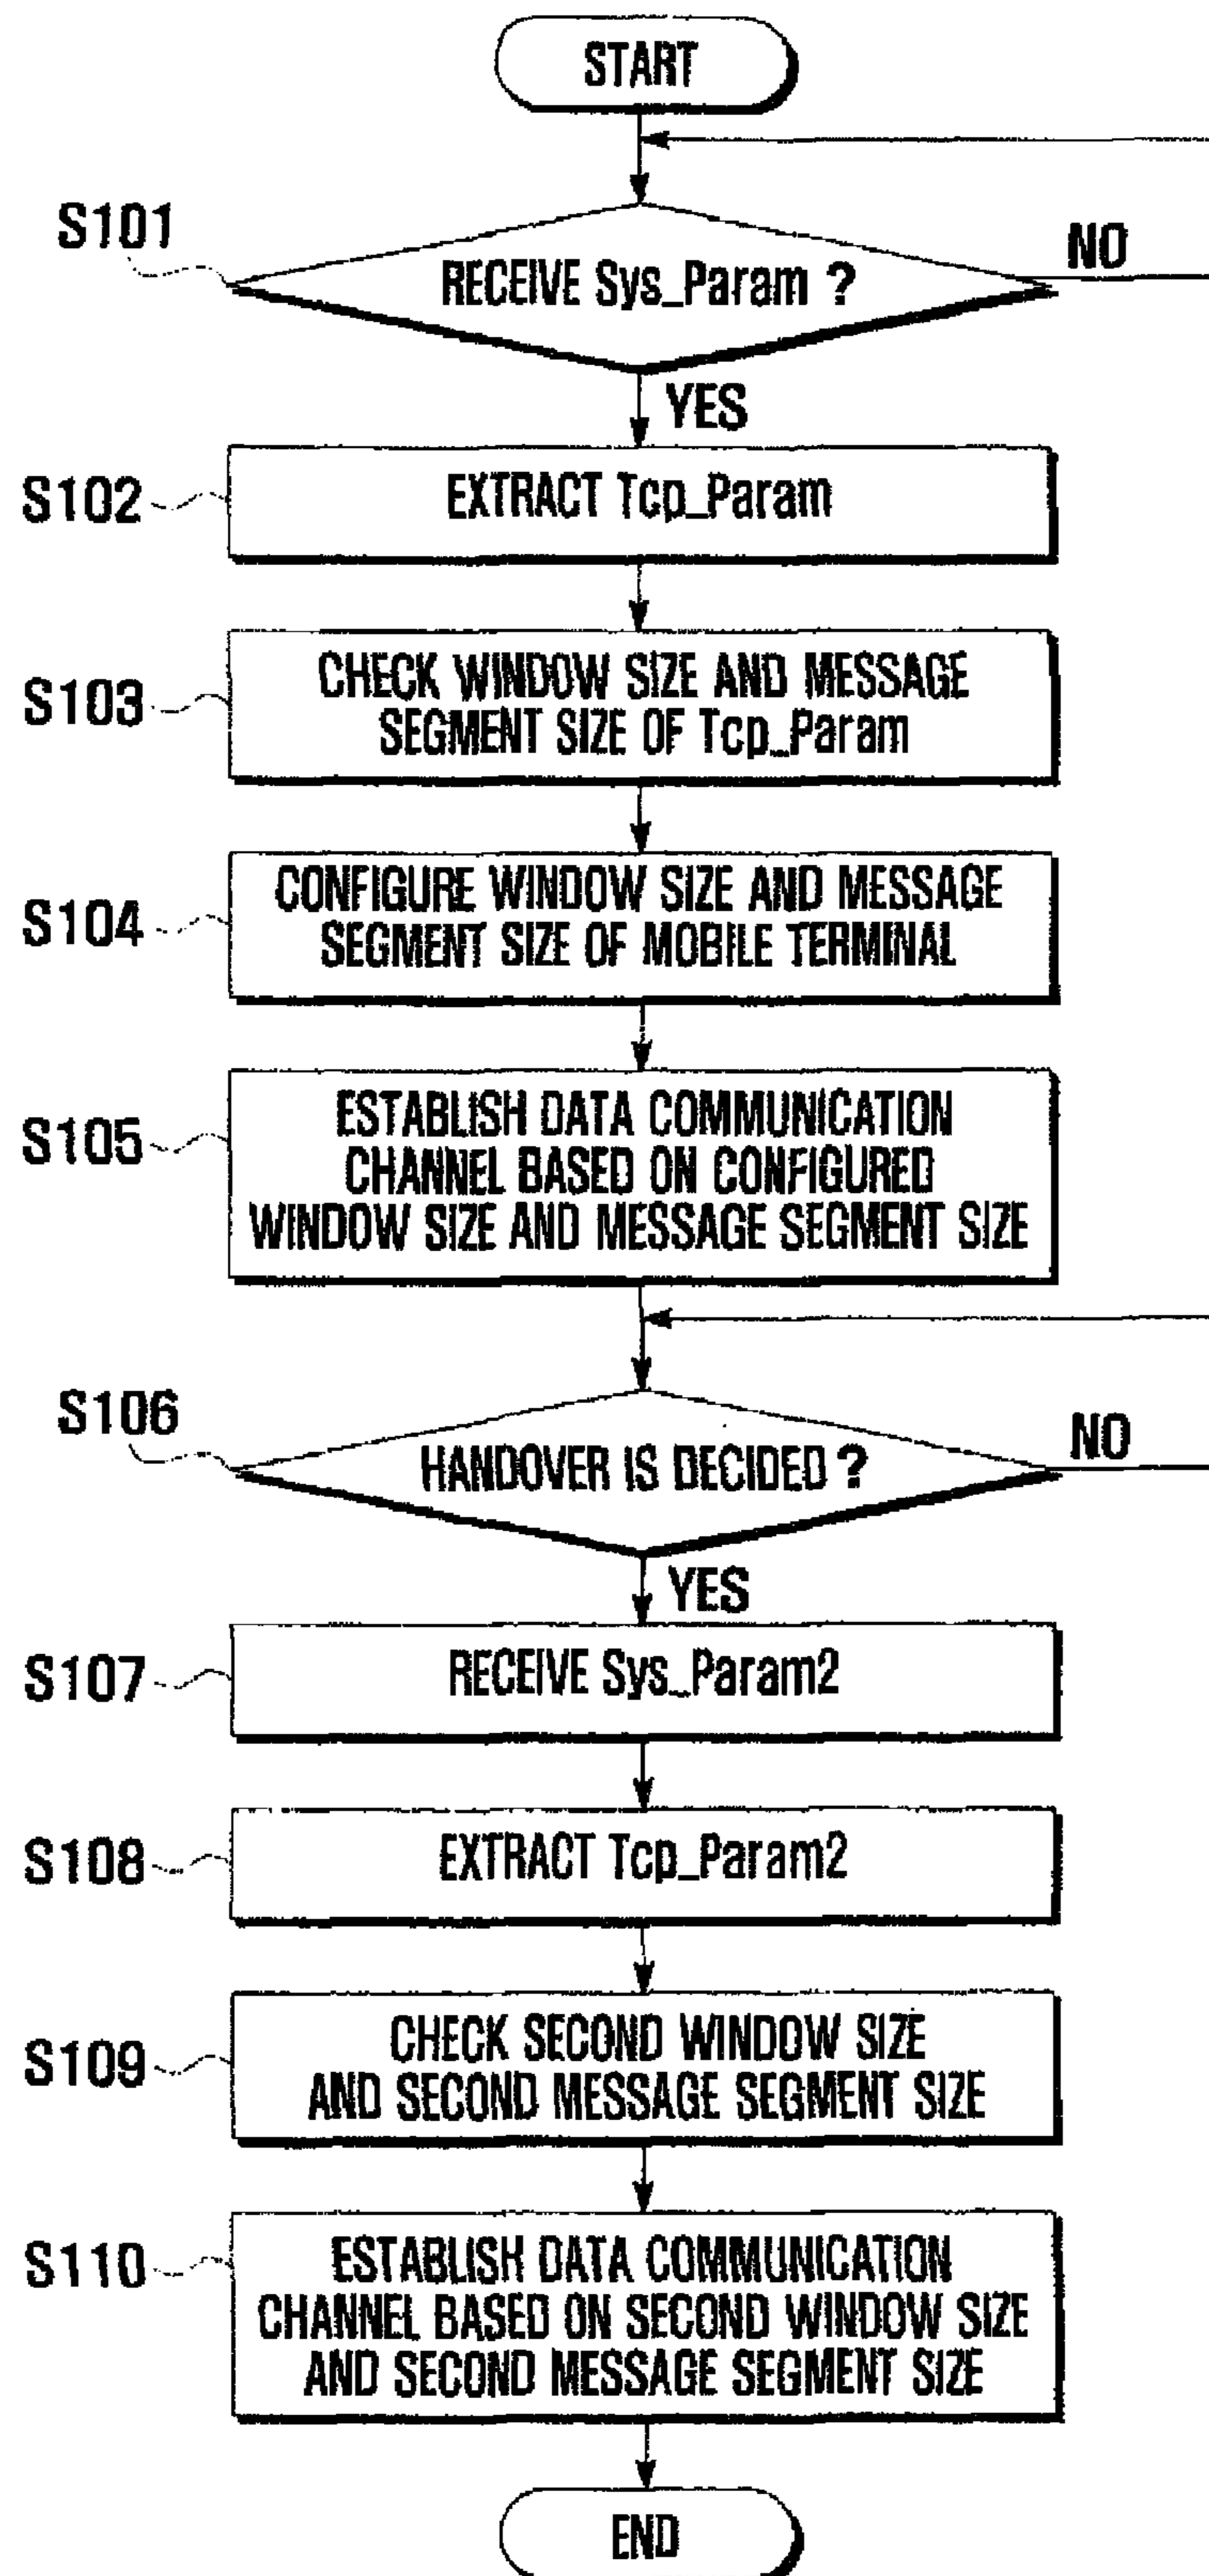 START
S101
RECEIVE Sys_Param ?
NO
YES
S102
EXTRACT Tcp_Param
S103
CHECK WINDOW SIZE AND MESSAGE
SEGMENT SIZE OF Tcp_Param
S104
CONFIGURE WINDOW SIZE AND MESSAGE
SEGMENT SIZE OF MOBILE TERMINAL
S105
ESTABLISH DATA COMMUNICATION
CHANNEL BASED ON CONFIGURED
WINDOW SIZE AND MESSAGE SEGMENT SIZE
S106
HANDOVER IS DECIDED ?
NO
YES
S107
RECEIVE Sys_Param2
S108
EXTRACT Tcp_Param2
S109
CHECK SECOND WINDOW SIZE
AND SECOND MESSAGE SEGMENT SIZE
S110
ESTABLISH DATA COMMUNICATION
CHANNEL BASED ON SECOND WINDOW SIZE
AND SECOND MESSAGE SEGMENT SIZE
END